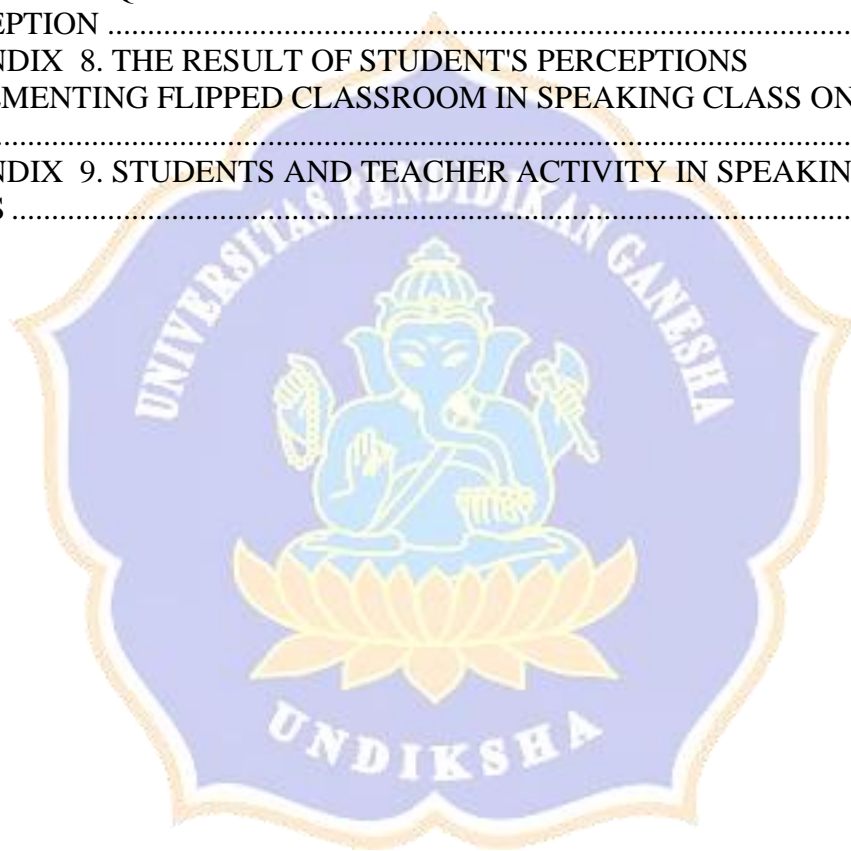 EPTION ....................................................................................................
NDIX 8. THE RESULT OF STUDENT'S PERCEPTIONS
EMENTING FLIPPED CLASSROOM IN SPEAKING CLASS ON
....................................................................................................
NDIX 9. STUDENTS AND TEACHER ACTIVITY IN SPEAKIN
S ....................................................................................................
UNIVERSITAS PENDIDIKAN GANESHA
UNDIKSHA